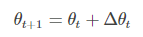 θ_{t+1} = θ_t + Δθ_t